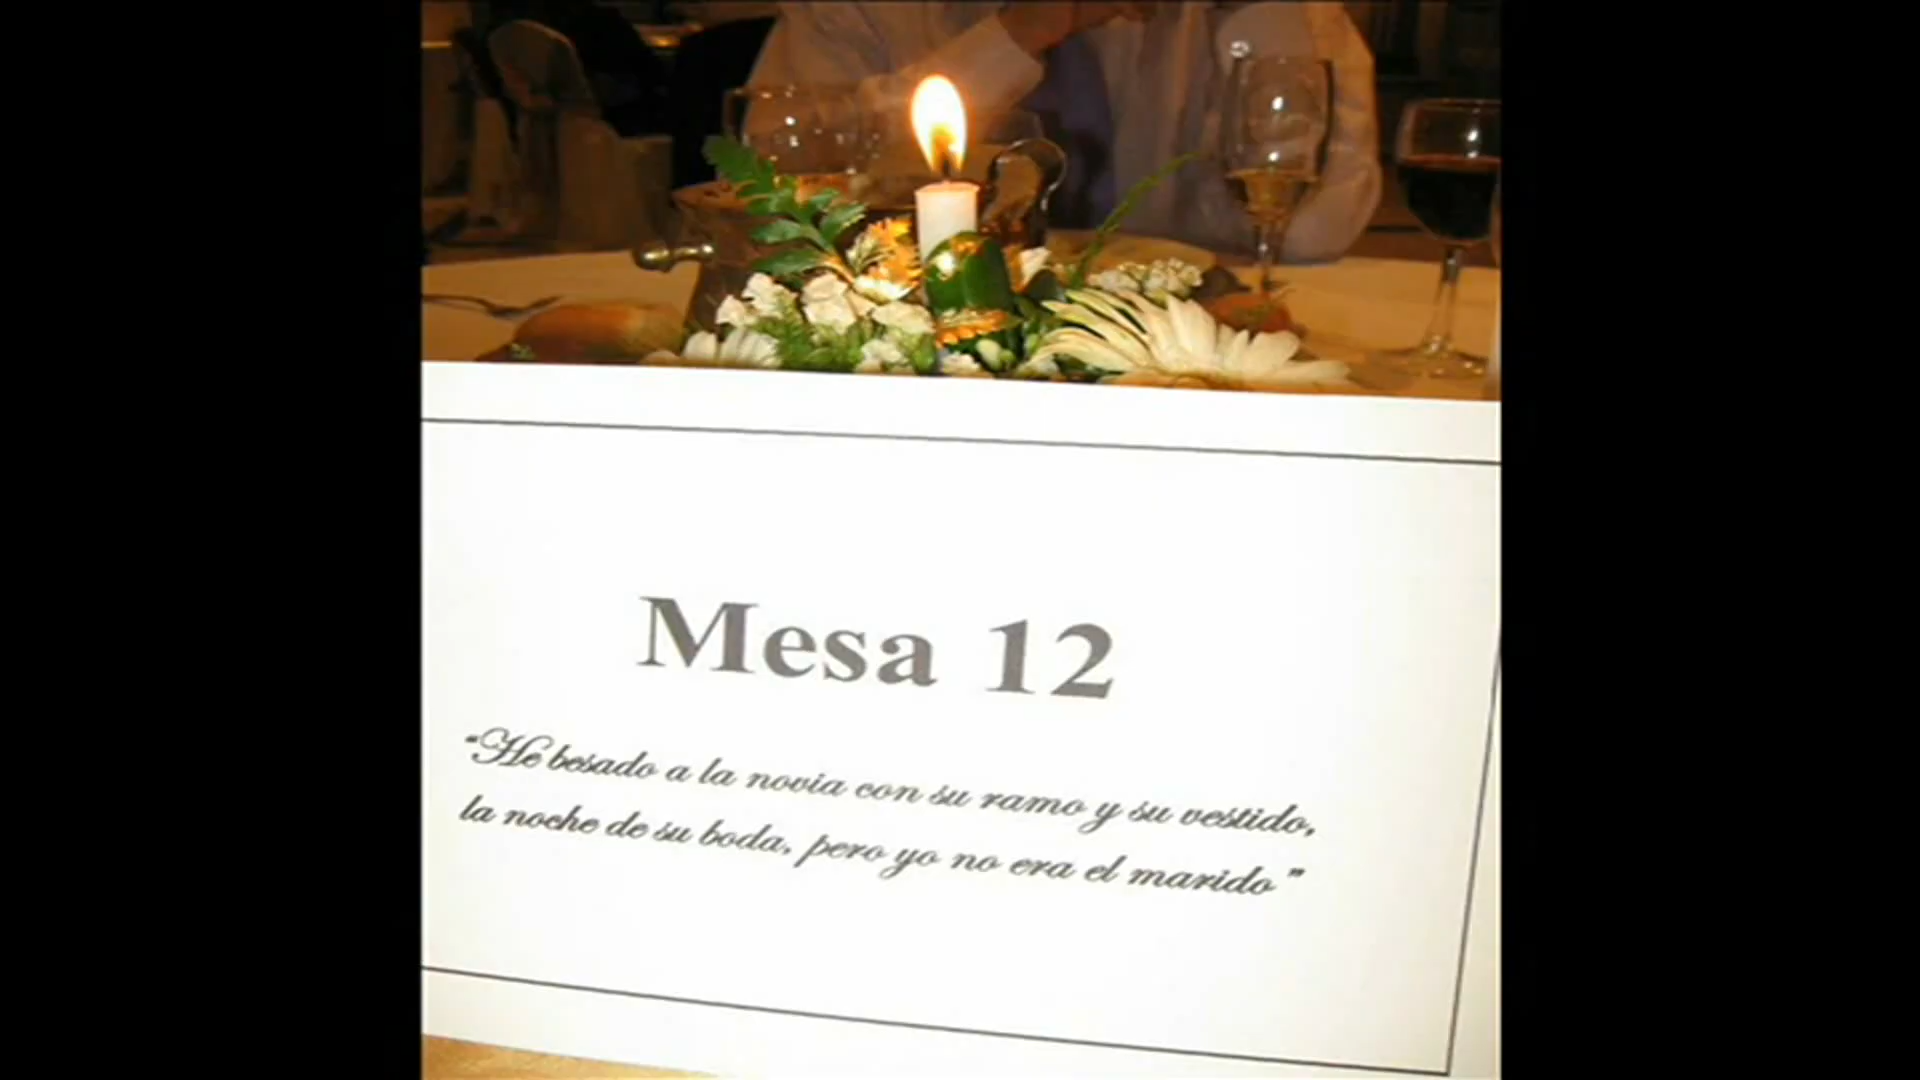 Mesa 12
“He besado a la novia con su ramo y su vestido,
la noche de su boda, pero yo no era el marido”